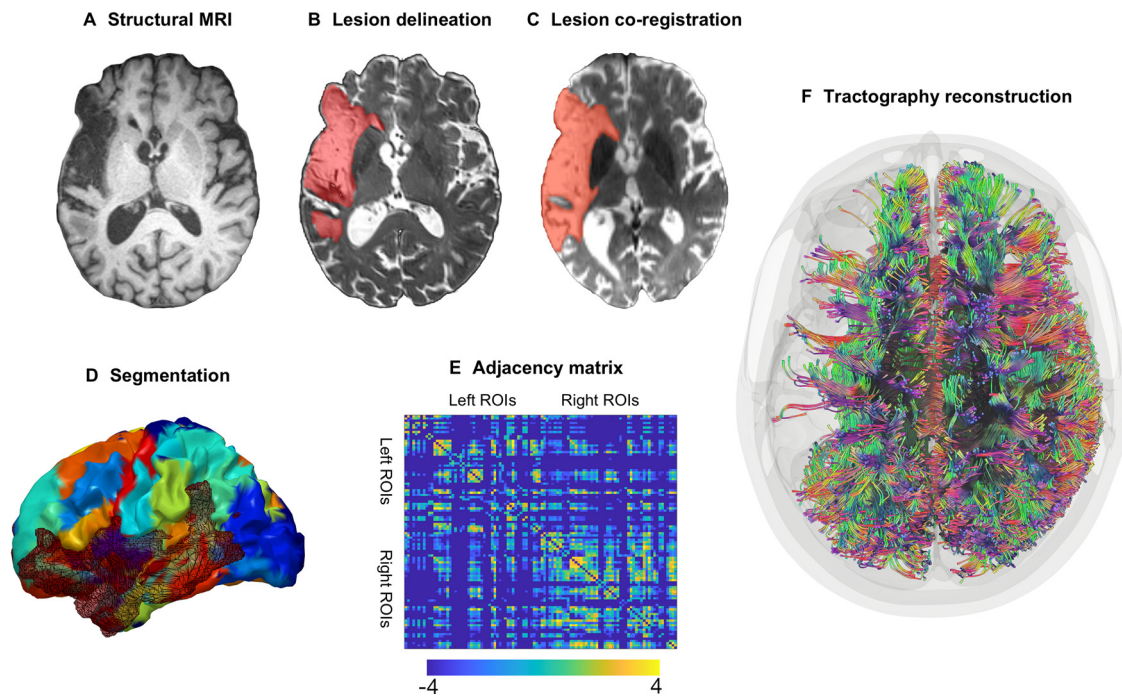 A Structural MRI
B Lesion delineation
C Lesion co-registration
F Tractography reconstruction
D Segmentation
E Adjacency matrix
Left ROIs
Right ROIs
Left ROIs
Right ROIs
-4
4